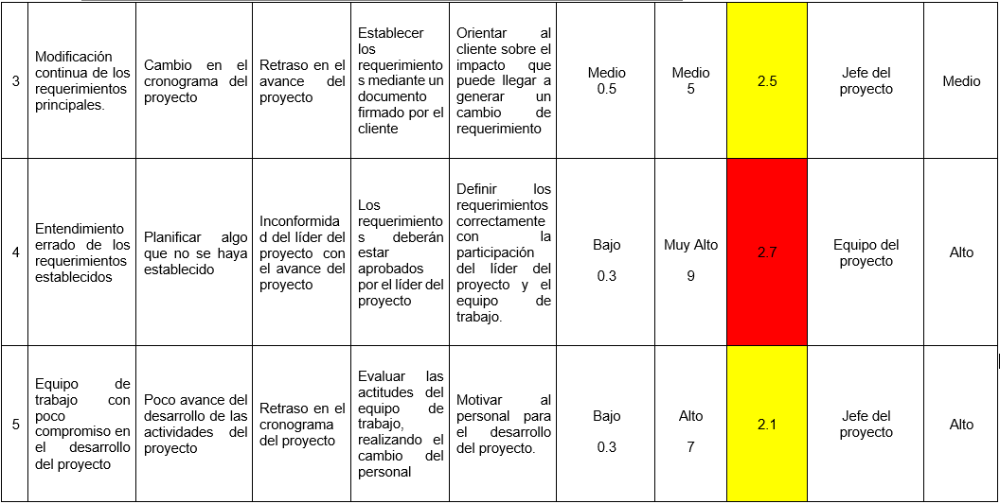 3
Modificación
continua de los
requerimientos
principales.
Cambio en el
cronograma del
proyecto
Retraso en el
avance del
proyecto
Establecer
los
requerimiento
s mediante un
documento
firmado por el
cliente
Orientar al
cliente sobre el
impacto que
puede llegar a
generar un
cambio de
requerimiento
Medio
0.5
Medio
5
2.5
Jefe del
proyecto
Medio
4
Entendimiento
errado de los
requerimientos
establecidos
Planificar algo
que no se haya
establecido
Inconformida
d del líder del
proyecto con
el avance del
proyecto
Los
requerimiento
s deberán
estar
aprobados
por el líder del
proyecto
Definir los
requerimientos
correctamente
con la
participación
del líder del
proyecto y el
equipo de
trabajo.
Bajo
0.3
Muy Alto
9
2.7
Equipo del
proyecto
Alto
5
Equipo de
trabajo con
poco
compromiso en
el desarrollo
del proyecto
Poco avance del
desarrollo de las
actividades del
proyecto
Retraso en el
cronograma
del proyecto
Evaluar las
actitudes del
equipo de
trabajo,
realizando el
cambio del
personal
Motivar al
personal para
el desarrollo
del proyecto.
Bajo
0.3
Alto
7
2.1
Jefe del
proyecto
Alto